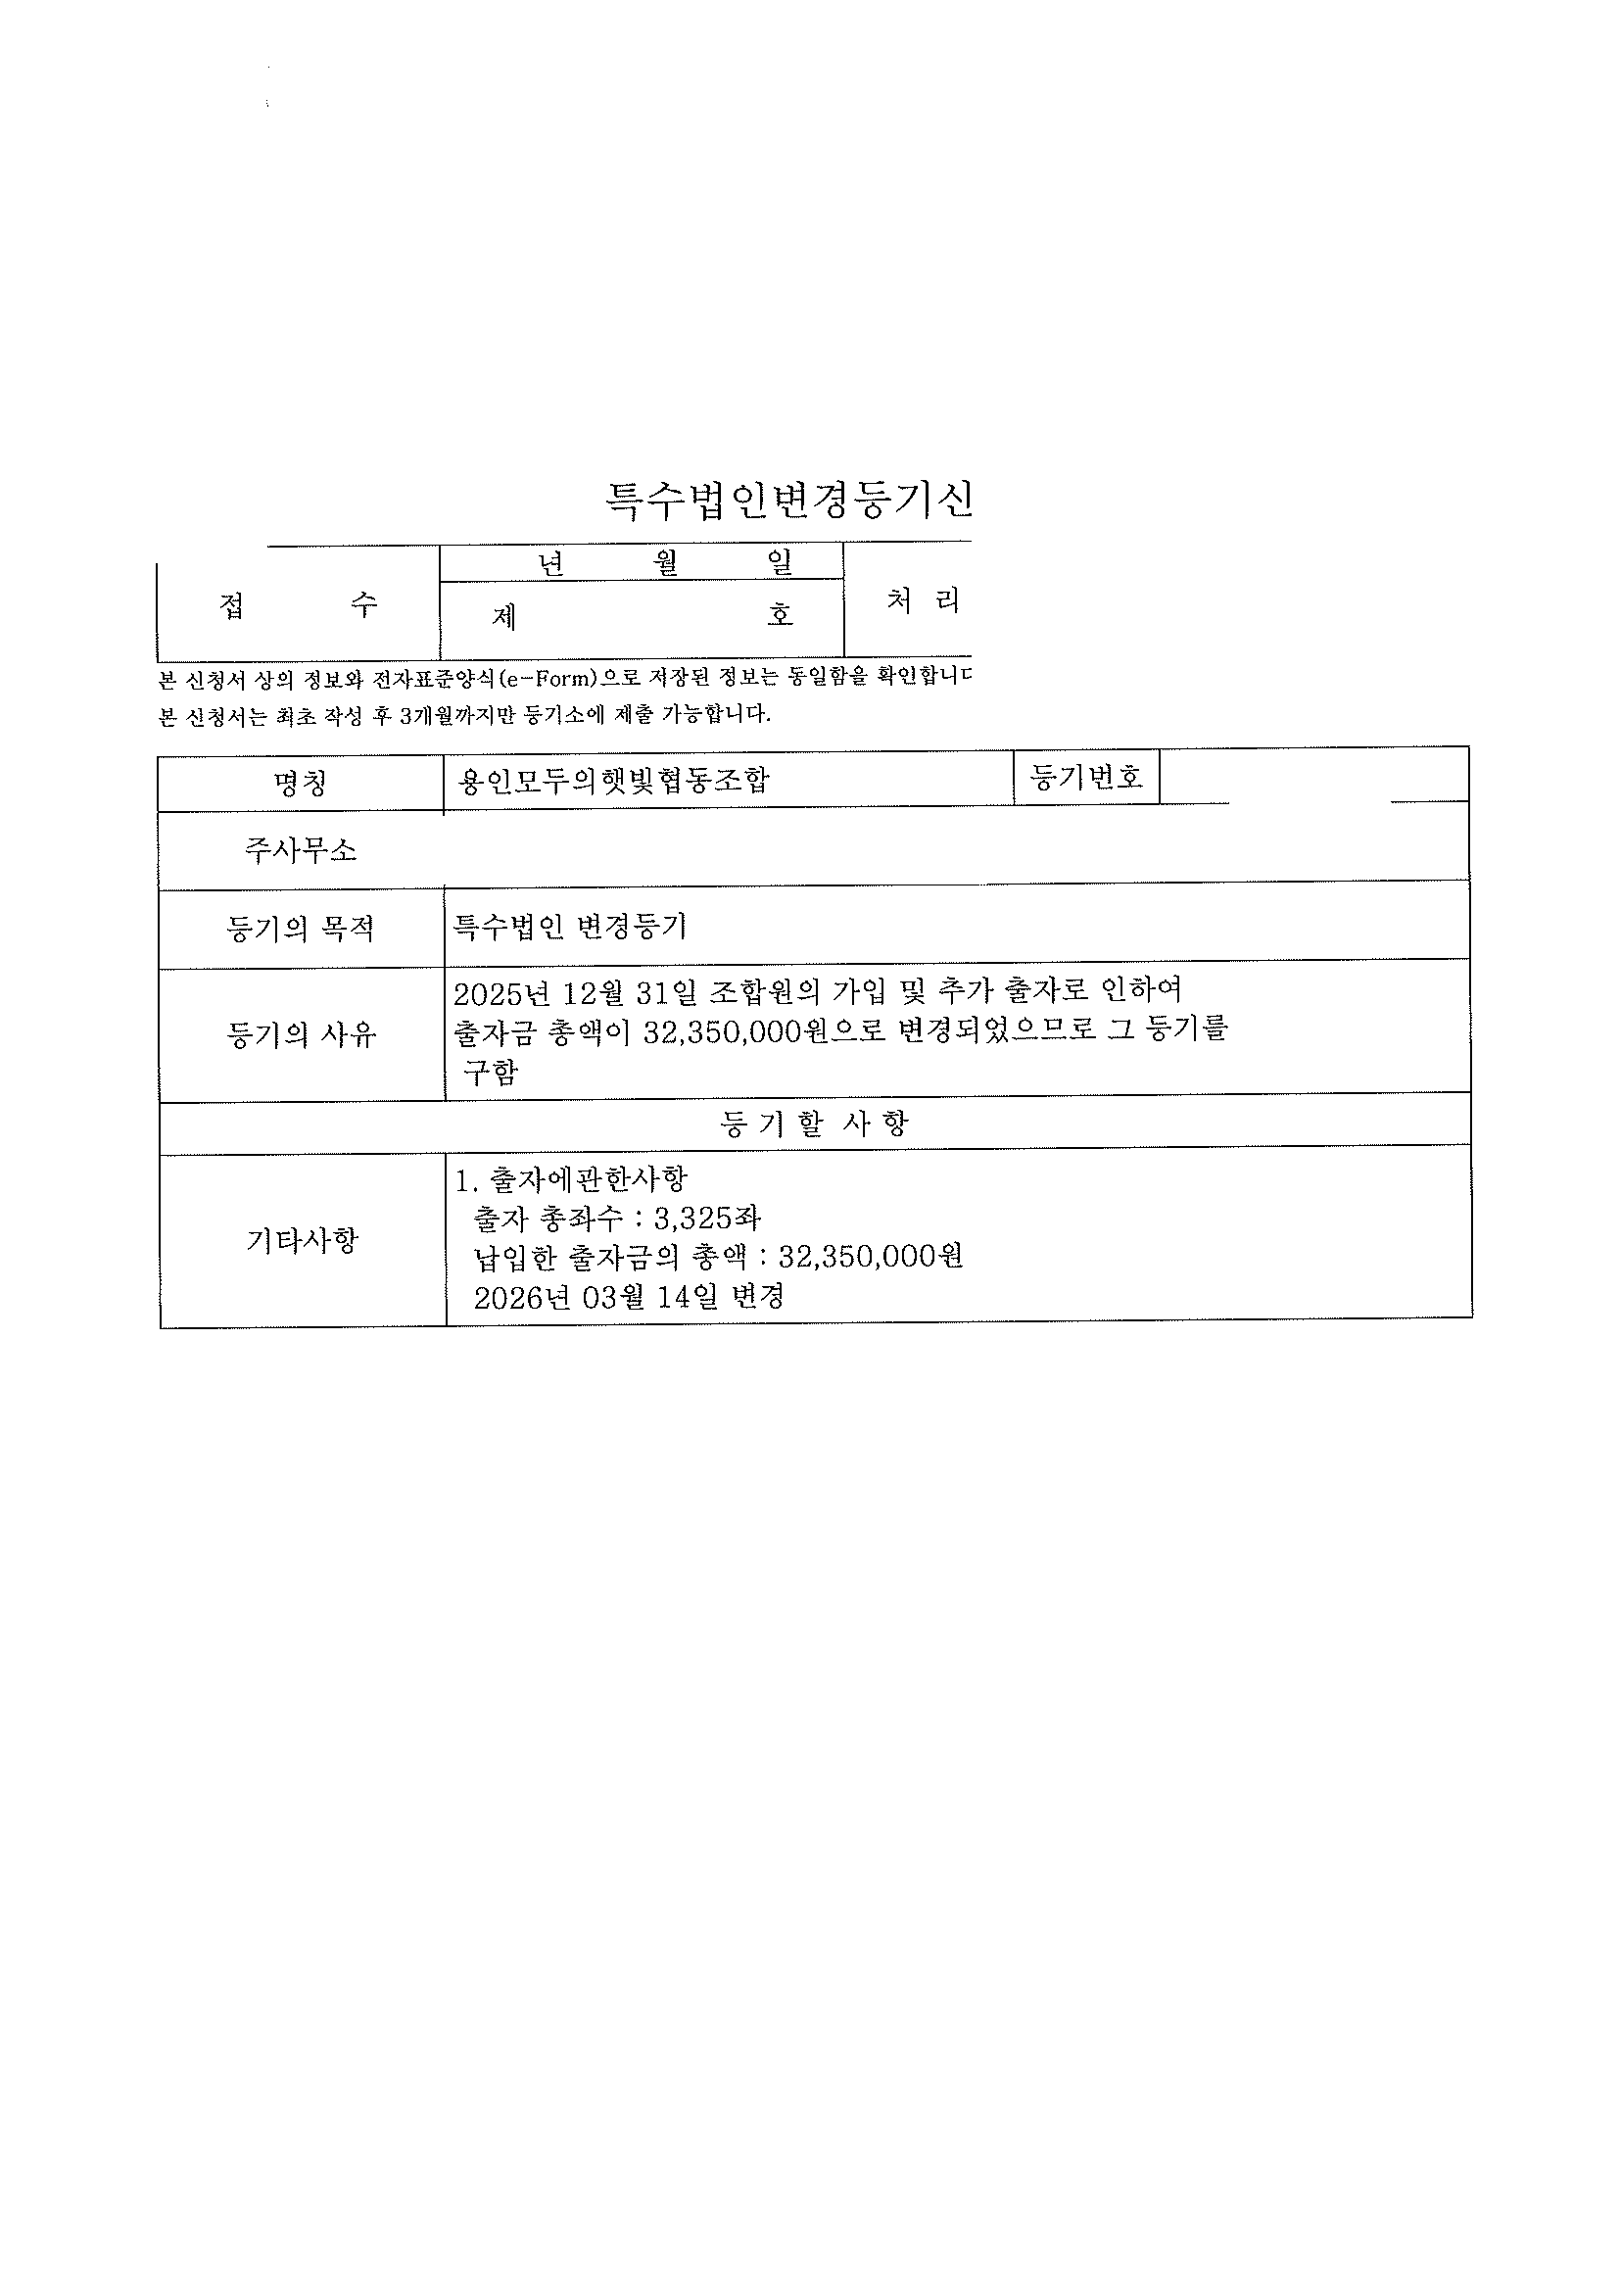 특수법인변경등기신
접 수
년 월 일
제 호
처 리
본 신청서 상의 정보와 전자표준양식(e-Form)으로 저장된 정보는 동일함을 확인합니
본 신청서는 최초 작성 후 3개월까지만 등기소에 제출 가능합니다.
명칭 용인모두의햇빛협동조합 등기번호
주사무소
등기의 목적 특수법인 변경등기
등기의 사유
2025년 12월 31일 조합원의 가입 및 추가 출자로 인하여
출자금 총액이 32,350,000원으로 변경되었으므로 그 등기를
구함
등 기 할 사 항
기타사항
1. 출자에관한사항
출자 총좌수 : 3,325좌
납입한 출자금의 총액 : 32,350,000원
2026년 03월 14일 변경